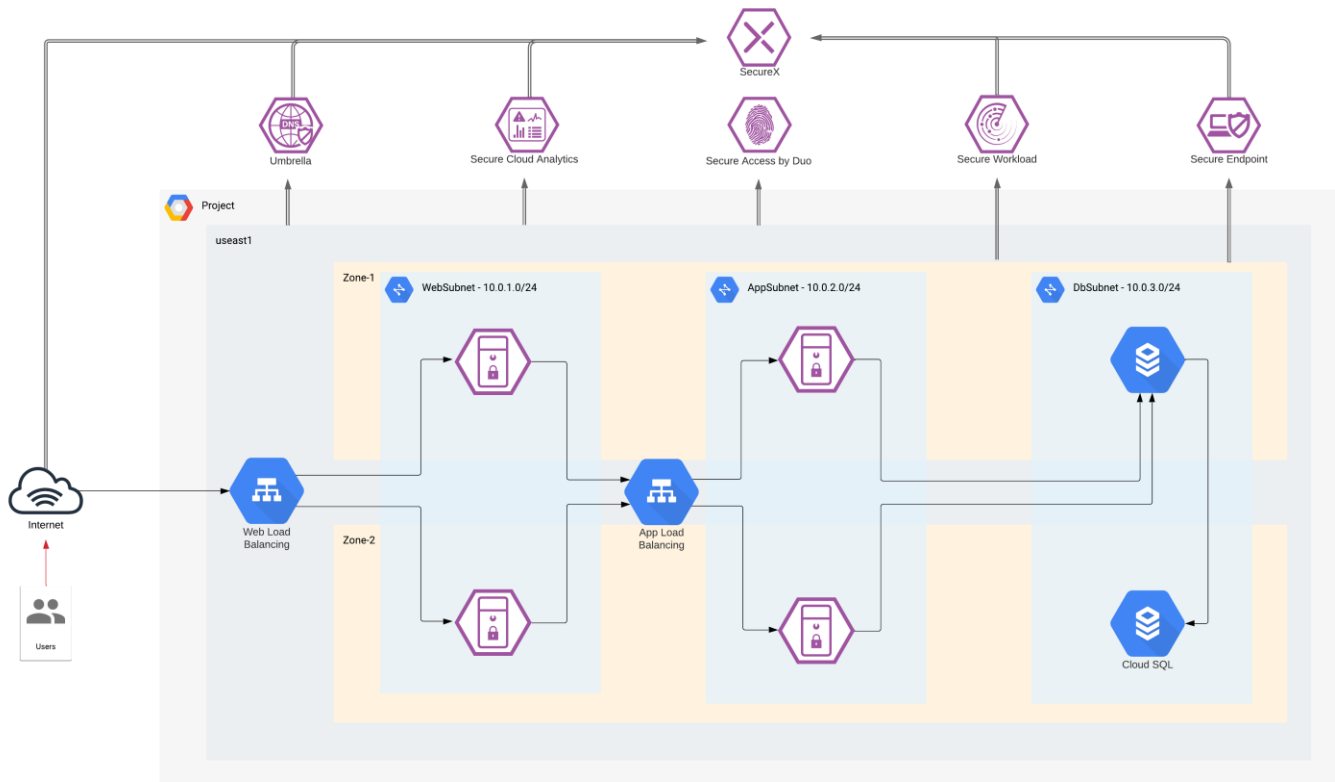 SecureX
DNS
Umbrella
Secure Cloud Analytics
Secure Access by Duo
Secure Workload
Secure Endpoint
Project
useast1
Zone-1
WebSubnet - 10.0.1.0/24
AppSubnet - 10.0.2.0/24
DbSubnet - 10.0.3.0/24
Internet
Web Load
Balancing
App Load
Balancing
Zone-2
Users
Cloud SQL